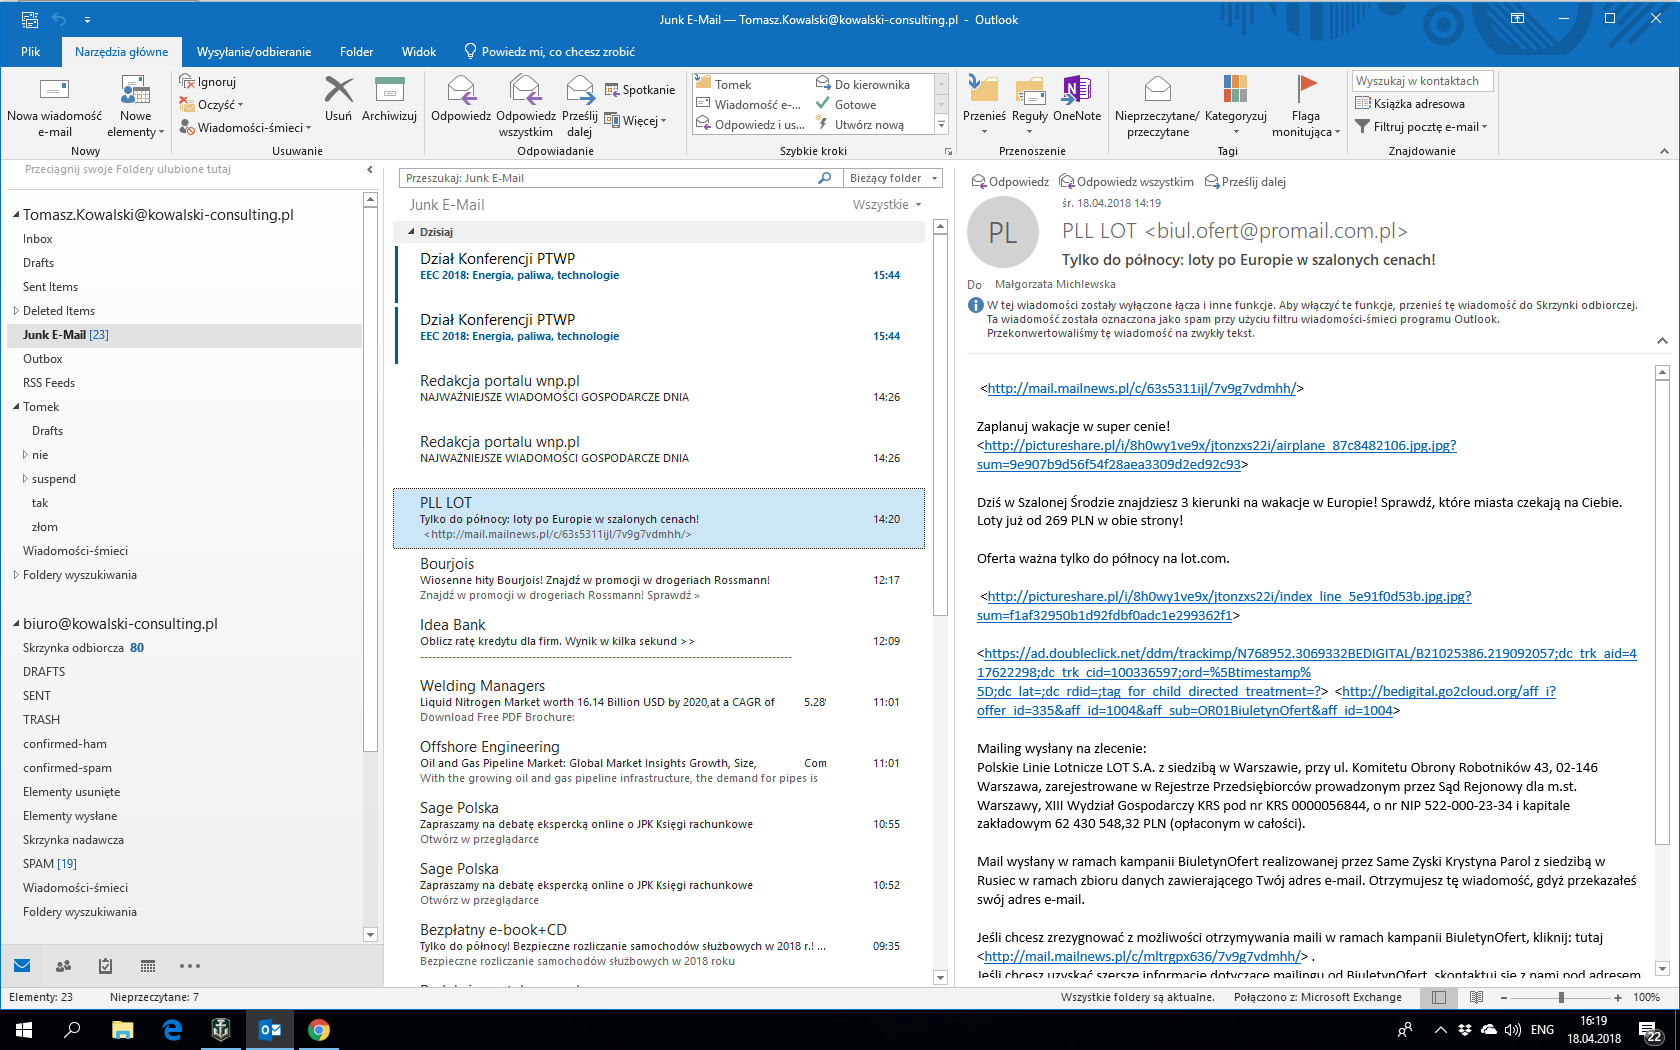 Junk E-Mail — Tomasz.Kowalski@kowalski-consulting.pl - Outlook
Plik
Narzędzia główne
Wysyłanie/odbieranie
Folder
Widok
Powiedz mi, co chcesz zrobić
Nowa wiadomość
e-mail
Nowe
elementy
Nowy
Ignoruj
Oczyść
Wiadomości-śmieci
Usuń
Archiwizuj
Usuwanie
Odpowiedz
Odpowiedz
wszystkim
Prześlij
dalej
Spotkanie
Więcej
Odpowiadanie
Tomek
Wiadomość e-...
Odpowiedz i us...
Do kierownika
Gotowe
Utwórz nową
Szybkie kroki
Przenieś
Reguły
OneNote
Przenoszenie
Nieprzeczytane/
przeczytane
Kategoryzuj
Flaga
monitująca
Tagi
Wyszukaj w kontaktach
Książka adresowa
Filtruj pocztę e-mail
Znajdowanie
Przeciągnij swoje Foldery ulubione tutaj
Tomasz.Kowalski@kowalski-consulting.pl
Inbox
Drafts
Sent Items
Deleted Items
Junk E-Mail [23]
Outbox
RSS Feeds
Tomek
Drafts
nie
suspend
tak
złom
Wiadomości-śmieci
Foldery wyszukiwania
biuro@kowalski-consulting.pl
Skrzynka odbiorcza 80
DRAFTS
SENT
TRASH
confirmed-ham
confirmed-spam
Elementy usunięte
Elementy wysłane
Skrzynka nadawcza
SPAM [19]
Wiadomości-śmieci
Foldery wyszukiwania
Przeszukaj: Junk E-Mail
Bieżący folder
Junk E-Mail
Wszystkie
Dzisiaj
Dział Konferencji PTWP
EEC 2018: Energia, paliwa, technologie 15:44
Dział Konferencji PTWP
EEC 2018: Energia, paliwa, technologie 15:44
Redakcja portalu wnp.pl
NAJWAŻNIEJSZE WIADOMOŚCI GOSPODARCZE DNIA 14:26
Redakcja portalu wnp.pl
NAJWAŻNIEJSZE WIADOMOŚCI GOSPODARCZE DNIA 14:26
PLL LOT
Tylko do północy: loty po Europie w szalonych cenach! 14:20
<http://mail.mailnews.pl/c/63s5311ijl/7v9g7vdmhh/>
Bourjois
Wiosenne hity Bourjois! Znajdź w promocji w drogeriach Rossmann! 12:17
Znajdź w promocji w drogeriach Rossmann! Sprawdź »
Idea Bank
Oblicz ratę kredytu dla firm. Wynik w kilka sekund >> 12:09
Welding Managers
Liquid Nitrogen Market worth 16.14 Billion USD by 2020,at a CAGR of 5.28' 11:01
Download Free PDF Brochure:
Offshore Engineering
Oil and Gas Pipeline Market: Global Market Insights Growth, Size, Com 11:01
With the growing oil and gas pipeline infrastructure, the demand for pipes is
Sage Polska
Zapraszamy na debatę ekspercką online o JPK Księgi rachunkowe 10:55
Otwórz w przeglądarce
Sage Polska
Zapraszamy na debatę ekspercką online o JPK Księgi rachunkowe 10:52
Otwórz w przeglądarce
Bezpłatny e-book+CD
Tylko do północy! Bezpieczne rozliczanie samochodów służbowych w 2018 r.! ... 09:35
Bezpieczne rozliczanie samochodów służbowych w 2018 roku
Odpowiedz
Odpowiedz wszystkim
Prześlij dalej
śr. 18.04.2018 14:19
PL
PLL LOT <biul.ofert@promail.com.pl>
Tylko do północy: loty po Europie w szalonych cenach!
Do Małgorzata Michlewska
W tej wiadomości zostały wyłączone łącza i inne funkcje. Aby włączyć te funkcje, przenieś tę wiadomość do Skrzynki odbiorczej.
Ta wiadomość została oznaczona jako spam przy użyciu filtru wiadomości-śmieci programu Outlook.
Przekonwertowaliśmy tę wiadomość na zwykły tekst.
<http://mail.mailnews.pl/c/63s5311ijl/7v9g7vdmhh/>
Zaplanuj wakacje w super cenie!
<http://pictureshare.pl/i/8h0wy1ve9x/jtonzxs22i/airplane_87c8482106.jpg.jpg?
sum=9e907b9d56f54f28aea3309d2ed92c93>
Dziś w Szalonej Środzie znajdziesz 3 kierunki na wakacje w Europie! Sprawdź, które miasta czekają na Ciebie.
Loty już od 269 PLN w obie strony!
Oferta ważna tylko do północy na lot.com.
<http://pictureshare.pl/i/8h0wy1ve9x/jtonzxs22i/index_line_5e91f0d53b.jpg.jpg?
sum=f1af32950b1d92fdbf0adc1e299362f1>
<https://ad.doubleclick.net/ddm/trackimp/N768952.3069332BEDIGITAL/B21025386.219092057;dc_trk_aid=4
17622298;dc_trk_cid=100336597;ord=%5Btimestamp%
5D;dc_lat=;dc_rdid=;tag_for_child_directed_treatment=?> <http://bedigital.go2cloud.org/aff_i?
offer_id=335&aff_id=1004&aff_sub=OR01BiuletynOfert&aff_id=1004>
Mailing wysłany na zlecenie:
Polskie Linie Lotnicze LOT S.A. z siedzibą w Warszawie, przy ul. Komitetu Obrony Robotników 43, 02-146
Warszawa, zarejestrowane w Rejestrze Przedsiębiorców prowadzonym przez Sąd Rejonowy dla m.st.
Warszawy, XIII Wydział Gospodarczy KRS pod nr KRS 0000056844, o nr NIP 522-000-23-34 i kapitale
zakładowym 62 430 548,32 PLN (opłaconym w całości).
Mail wysłany w ramach kampanii BiuletynOfert realizowanej przez Same Zyski Krystyna Parol z siedzibą w
Rusiec w ramach zbioru danych zawierającego Twój adres e-mail. Otrzymujesz tę wiadomość, gdyż przekazałeś
swój adres e-mail.
Jeśli chcesz zrezygnować z możliwości otrzymywania maili w ramach kampanii BiuletynOfert, kliknij: tutaj
<http://mail.mailnews.pl/c/mltrgpx636/7v9g7vdmhh/> .
Jeśli chcesz uzyskać szersze informacje dotyczące mailingu od BiuletynOfert, skontaktuj się z nami pod adresem
Elementy: 23
Nieprzeczytane: 7
Wszystkie foldery są aktualne.
Połączono z: Microsoft Exchange
100%
ENG
16:19
18.04.2018
22